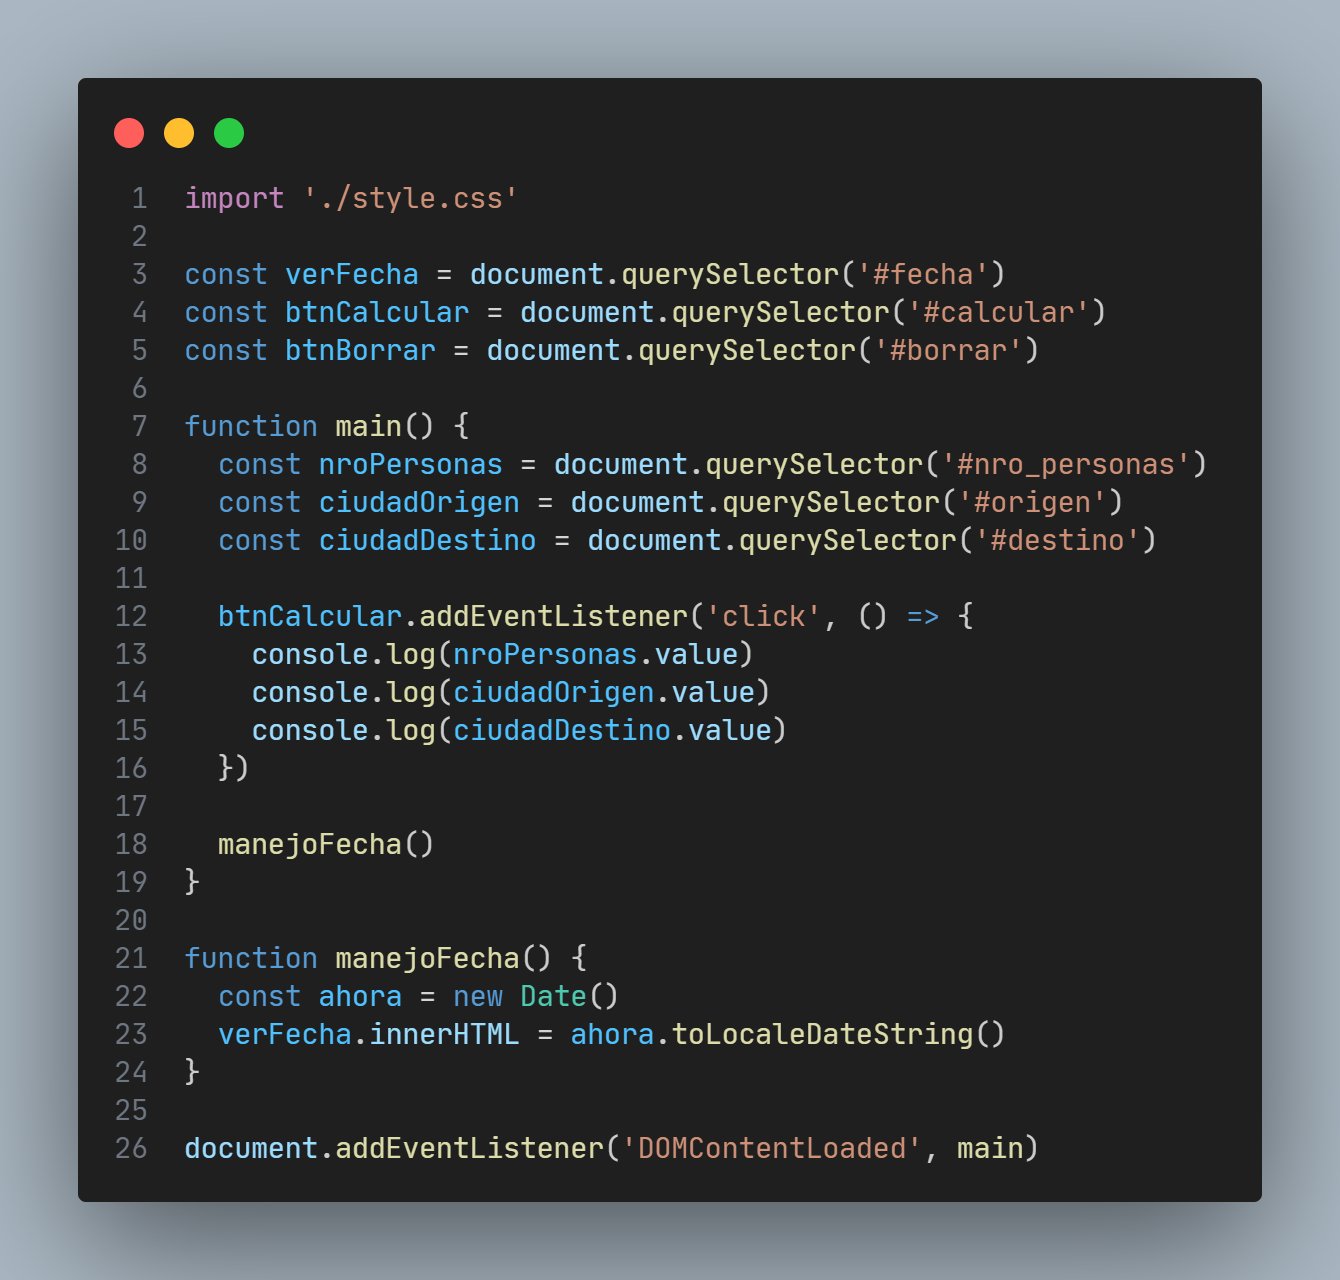 1 import './style.css'
2
3 const verFecha = document.querySelector('#fecha')
4 const btnCalcular = document.querySelector('#calcular')
5 const btnBorrar = document.querySelector('#borrar')
6
7 function main() {
8   const nroPersonas = document.querySelector('#nro_personas')
9   const ciudadOrigen = document.querySelector('#origen')
10   const ciudadDestino = document.querySelector('#destino')
11
12   btnCalcular.addEventListener('click', () => {
13     console.log(nroPersonas.value)
14     console.log(ciudadOrigen.value)
15     console.log(ciudadDestino.value)
16   })
17
18   manejoFecha()
19 }
20
21 function manejoFecha() {
22   const ahora = new Date()
23   verFecha.innerHTML = ahora.toLocaleDateString()
24 }
25
26 document.addEventListener('DOMContentLoaded', main)